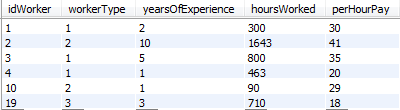 idWorker workerType yearsOfExperience hoursWorked perHourPay
1 1 2 300 30
2 2 10 1643 41
3 1 5 800 35
4 1 1 463 20
10 2 1 90 29
19 3 3 710 18